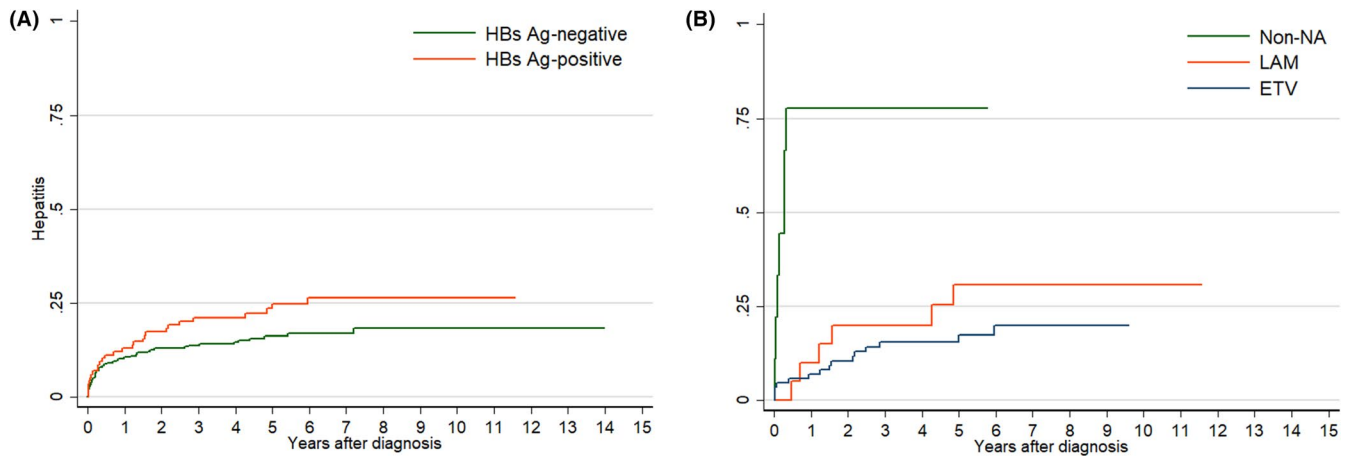 (A)
HBs Ag-negative
HBs Ag-positive
Hepatitis
1
.75
.5
.25
0
0 1 2 3 4 5 6 7 8 9 10 11 12 13 14 15
Years after diagnosis
(B)
Non-NA
LAM
ETV
1
.75
.5
.25
0
0 1 2 3 4 5 6 7 8 9 10 11 12 13 14 15
Years after diagnosis